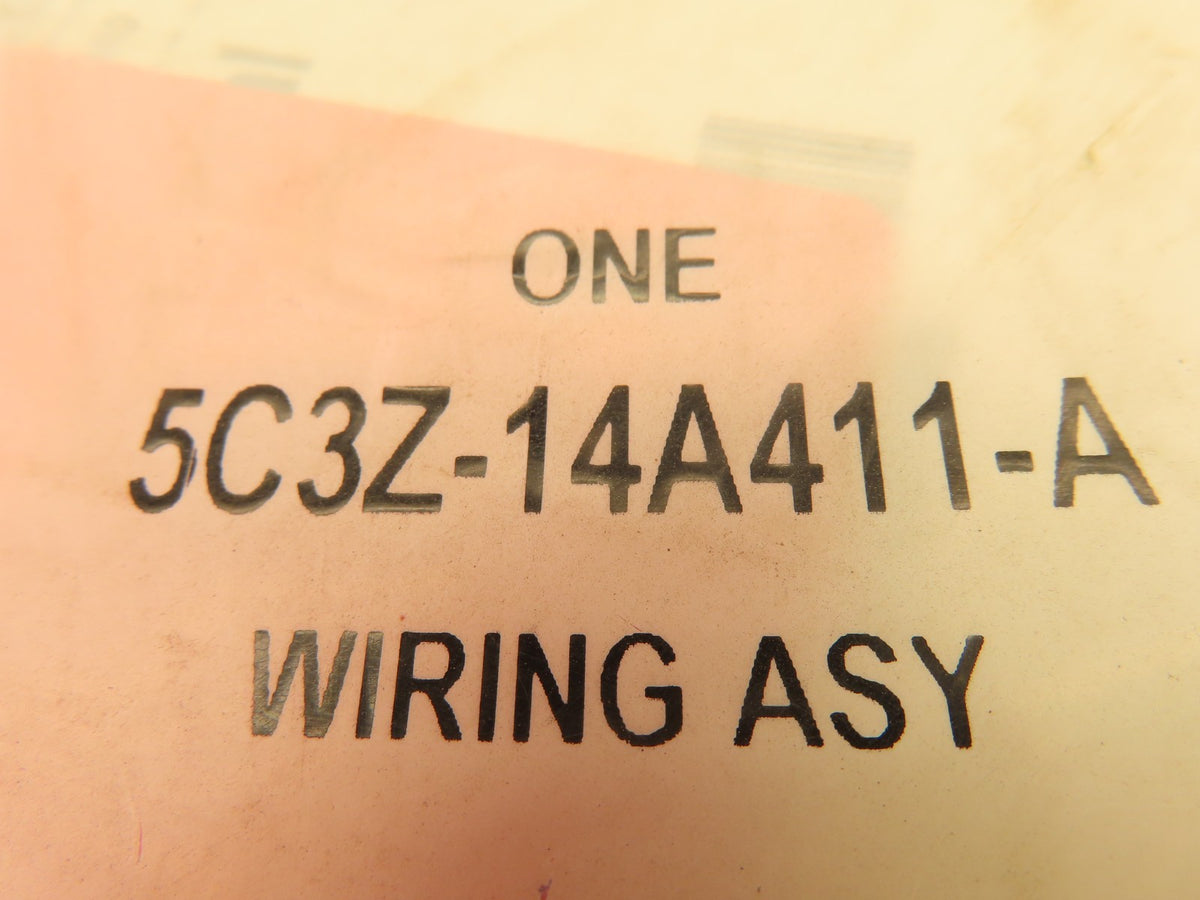 ONE
5C3Z-14A411-A
WIRING ASY